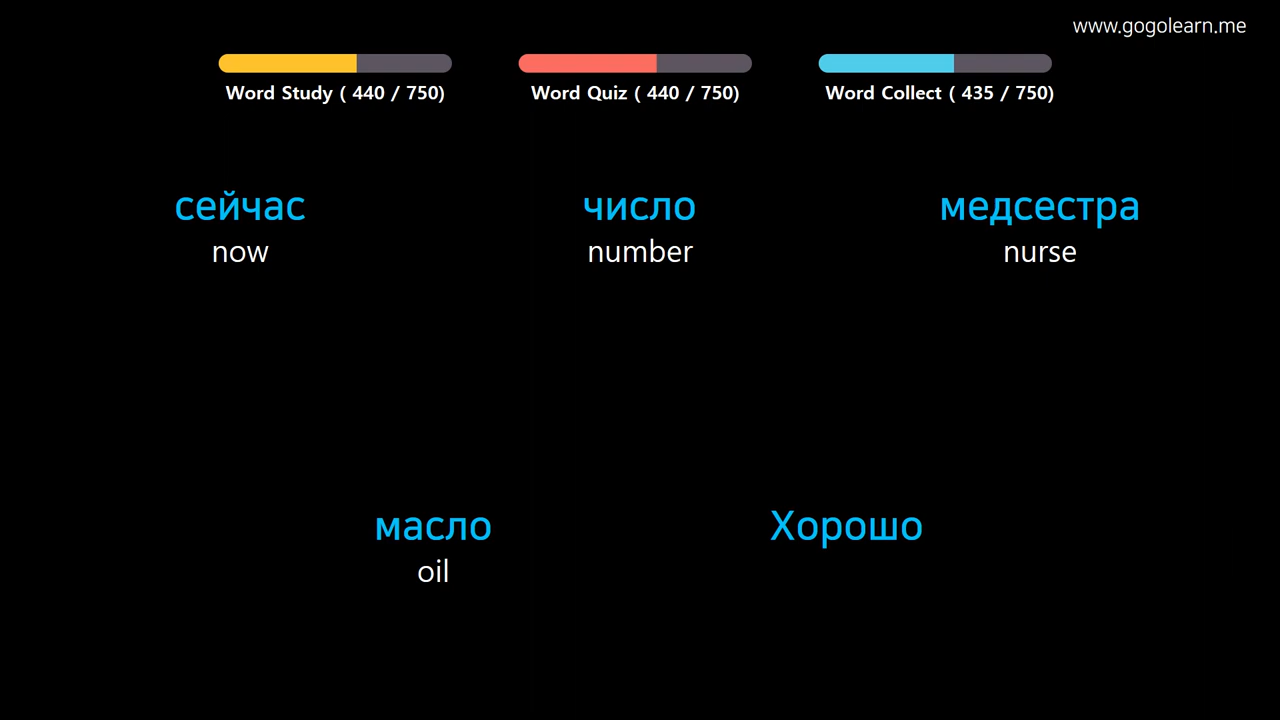 www.gogolearn.me
Word Study ( 440 / 750)
Word Quiz ( 440 / 750)
Word Collect ( 435 / 750)
сейчас
now
число
number
медсестра
nurse
масло
oil
Хорошо